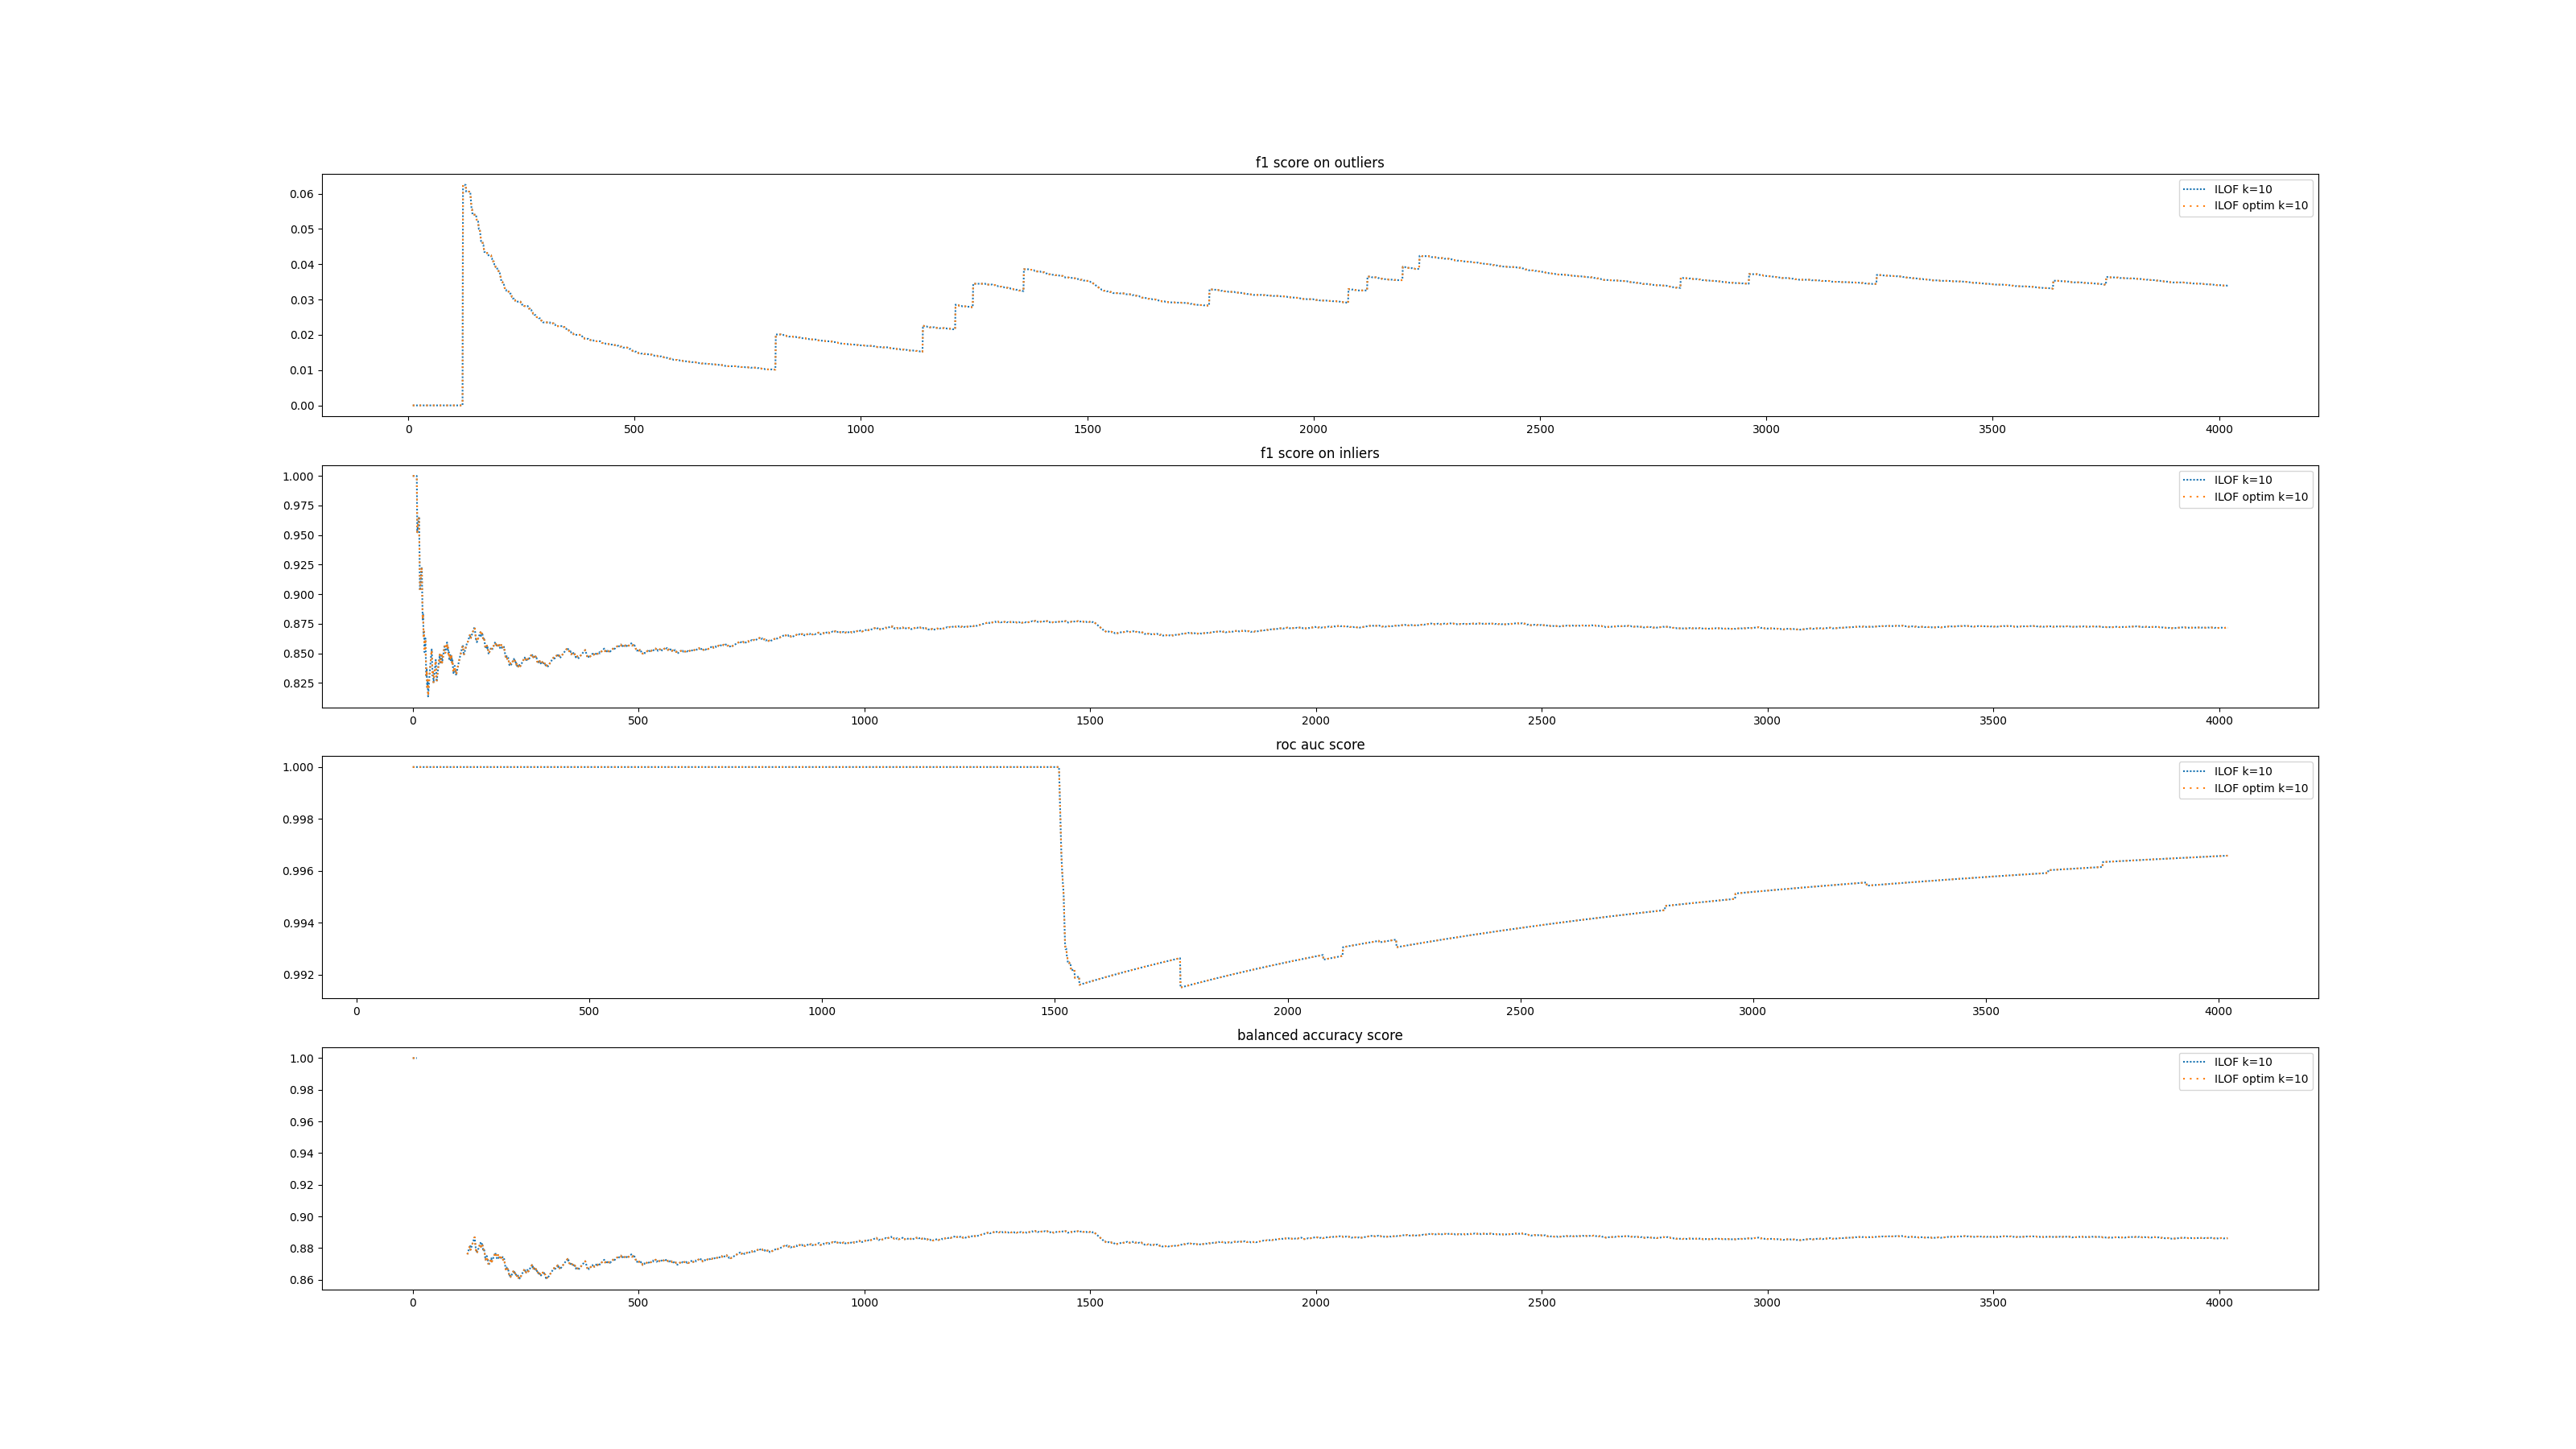 f1 score on outliers
0.06
0.05
0.04
0.03
0.02
0.01
0.00
ILOF k=10
ILOF optim k=10
0 500 1000 1500 2000 2500 3000 3500 4000
f1 score on inliers
1.000
0.975
0.950
0.925
0.900
0.875
0.850
0.825
ILOF k=10
ILOF optim k=10
0 500 1000 1500 2000 2500 3000 3500 4000
roc auc score
1.000
0.998
0.996
0.994
0.992
ILOF k=10
ILOF optim k=10
0 500 1000 1500 2000 2500 3000 3500 4000
balanced accuracy score
1.00
0.98
0.96
0.94
0.92
0.90
0.88
0.86
ILOF k=10
ILOF optim k=10
0 500 1000 1500 2000 2500 3000 3500 4000